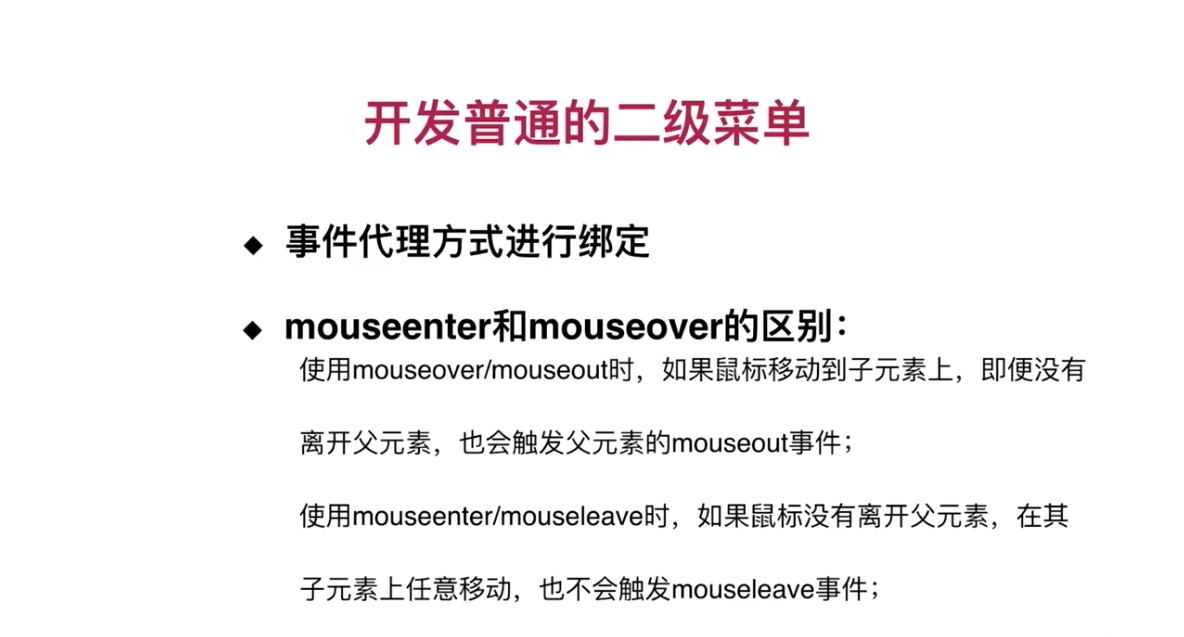 开发普通的二级菜单
◆ 事件代理方式进行绑定
◆ mouseenter和mouseover的区别：
使用mouseover/mouseout时，如果鼠标移动到子元素上，即便没有
离开父元素，也会触发父元素的mouseout事件；
使用mouseenter/mouseleave时，如果鼠标没有离开父元素，在其
子元素上任意移动，也不会触发mouseleave事件；